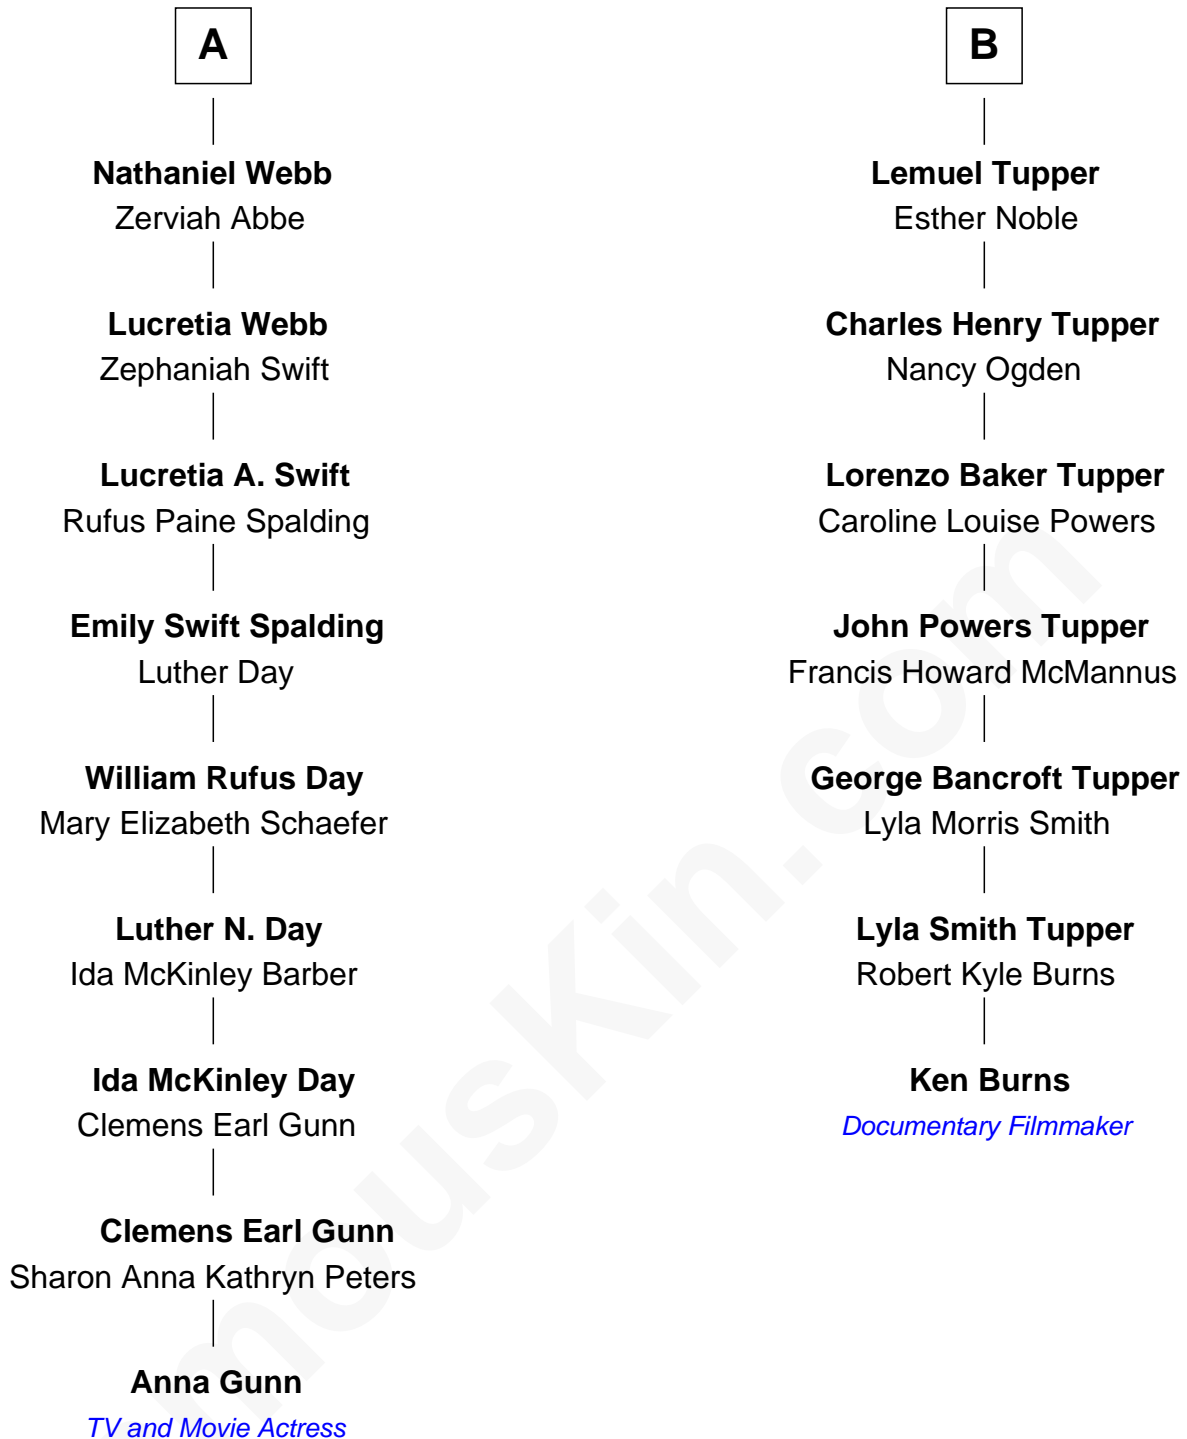 A
Nathaniel Webb
Zerviah Abbe
Lucretia Webb
Zephaniah Swift
Lucretia A. Swift
Rufus Paine Spalding
Emily Swift Spalding
Luther Day
William Rufus Day
Mary Elizabeth Schaefer
Luther N. Day
Ida McKinley Barber
Ida McKinley Day
Clemens Earl Gunn
Clemens Earl Gunn
Sharon Anna Kathryn Peters
Anna Gunn
TV and Movie Actress
B
Lemuel Tupper
Esther Noble
Charles Henry Tupper
Nancy Ogden
Lorenzo Baker Tupper
Caroline Louise Powers
John Powers Tupper
Francis Howard McMannus
George Bancroft Tupper
Lyla Morris Smith
Lyla Smith Tupper
Robert Kyle Burns
Ken Burns
Documentary Filmmaker
mousKin.com